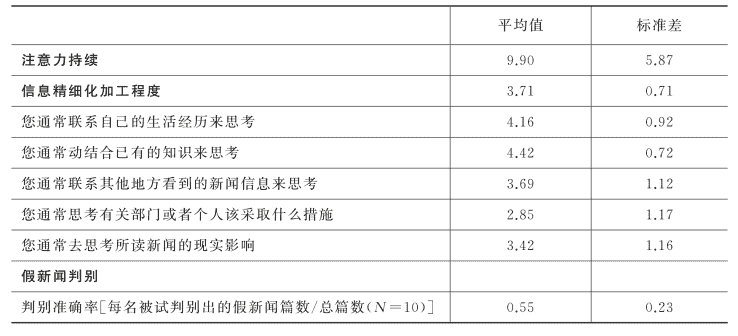 平均值 标准差
注意力持续 9.90 5.87
信息精细化加工程度 3.71 0.71
您通常联系自己的生活经历来思考 4.16 0.92
您通常动结合已有的知识来思考 4.42 0.72
您通常联系其他地方看到的新闻信息来思考 3.69 1.12
您通常思考有关部门或者个人该采取什么措施 2.85 1.17
您通常去思考所读新闻的现实影响 3.42 1.16
假新闻判别
判别准确率[每名被试判别出的假新闻篇数/总篇数(N=10)] 0.55 0.23